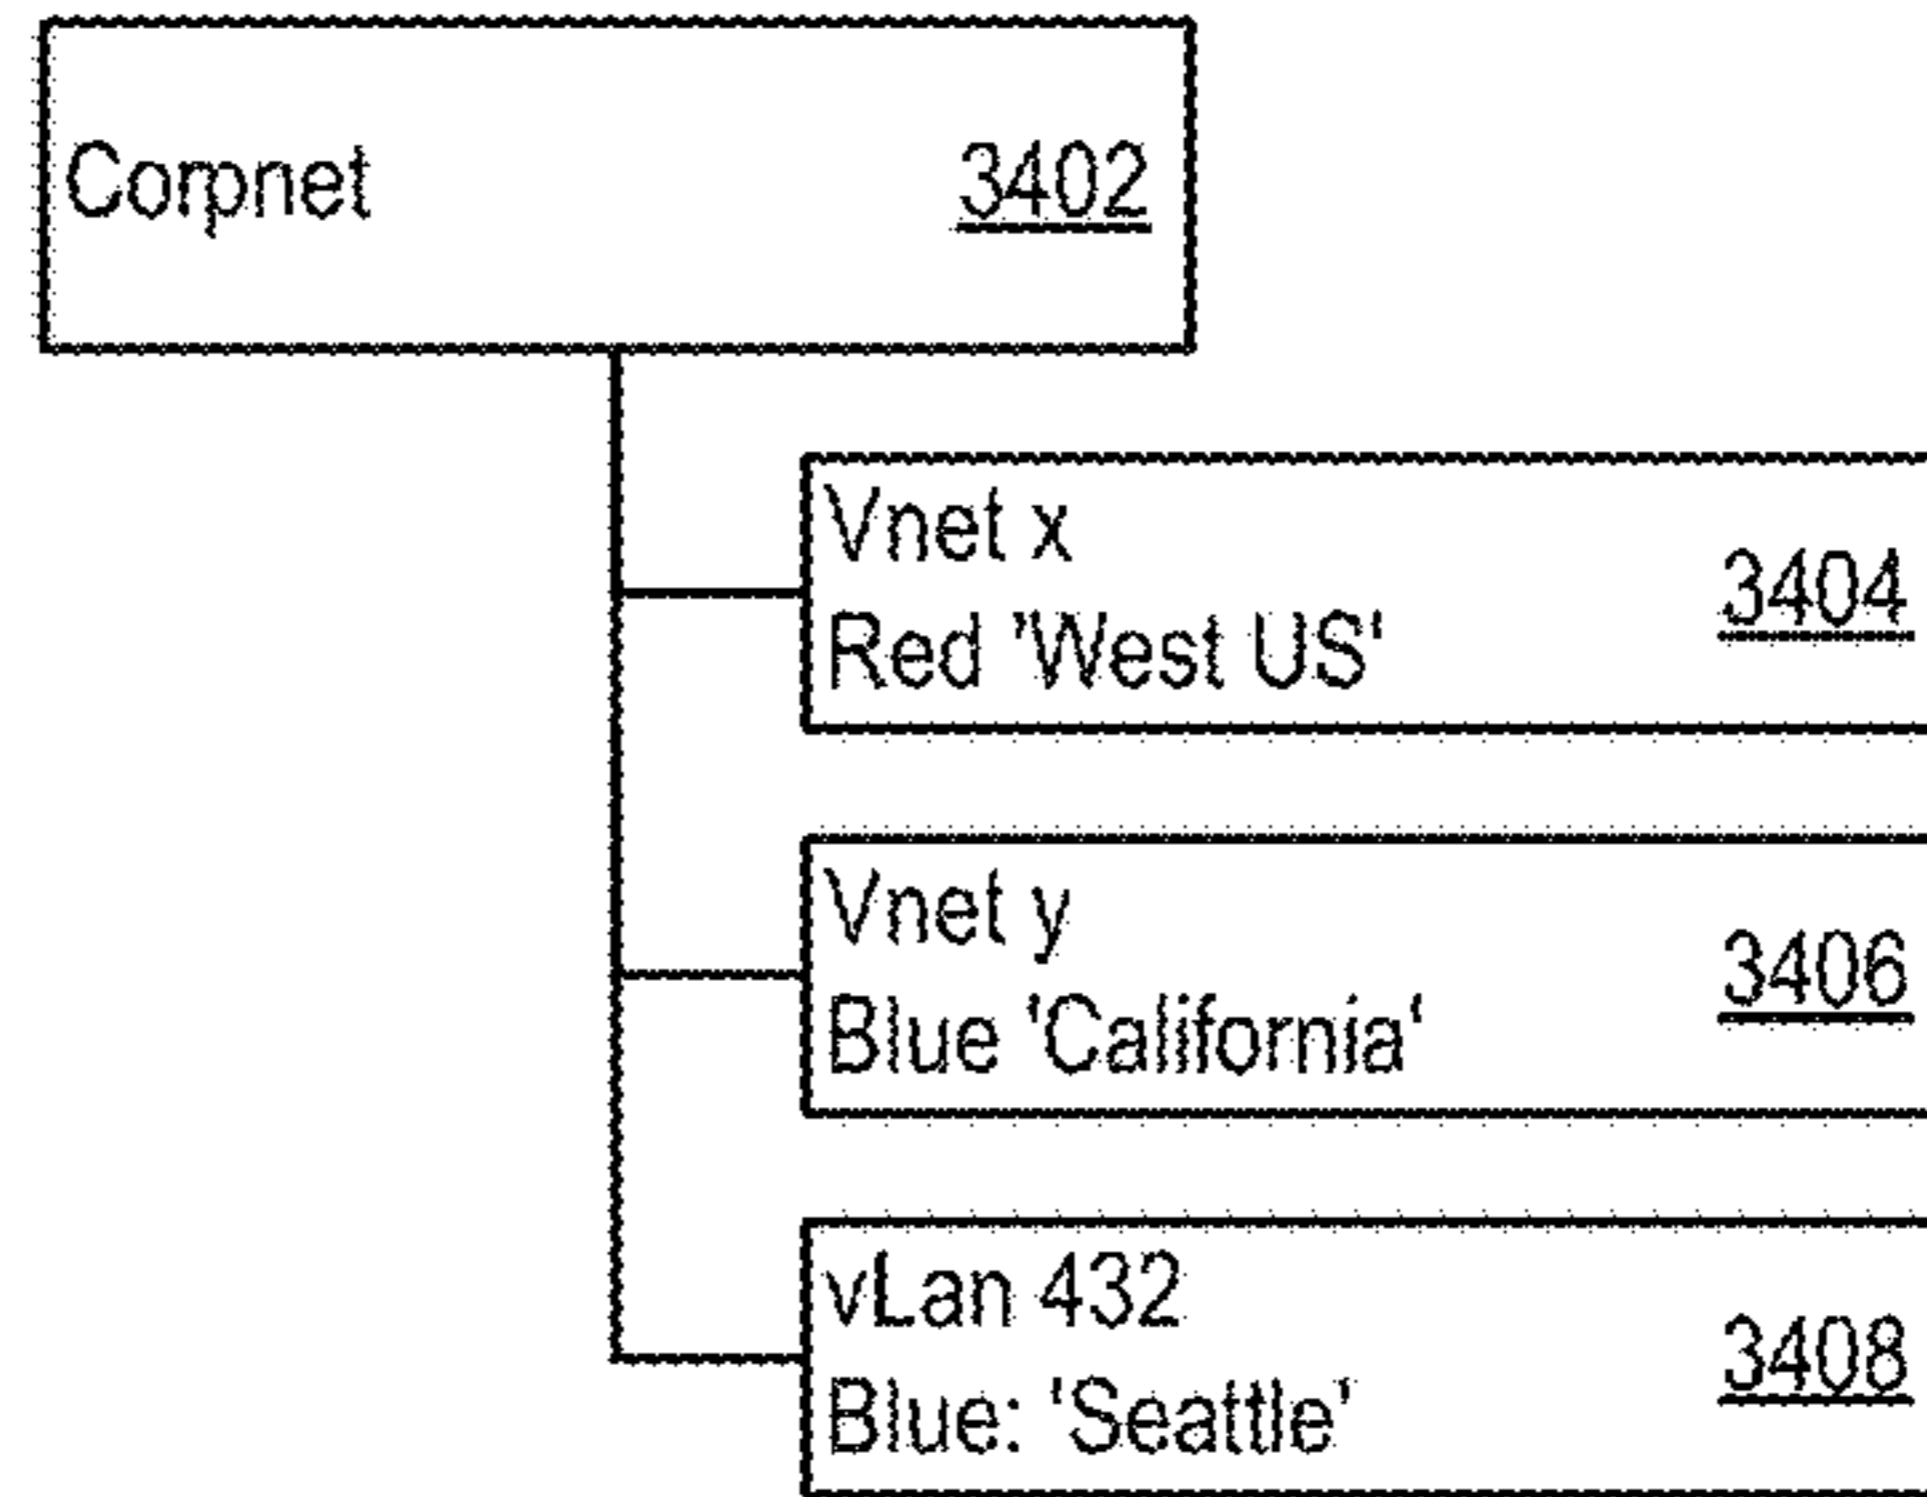 Corpnet 3402
Vnet x
Red 'West US' 3404
Vnet y
Blue 'California' 3406
vLan 432
Blue: 'Seattle' 3408